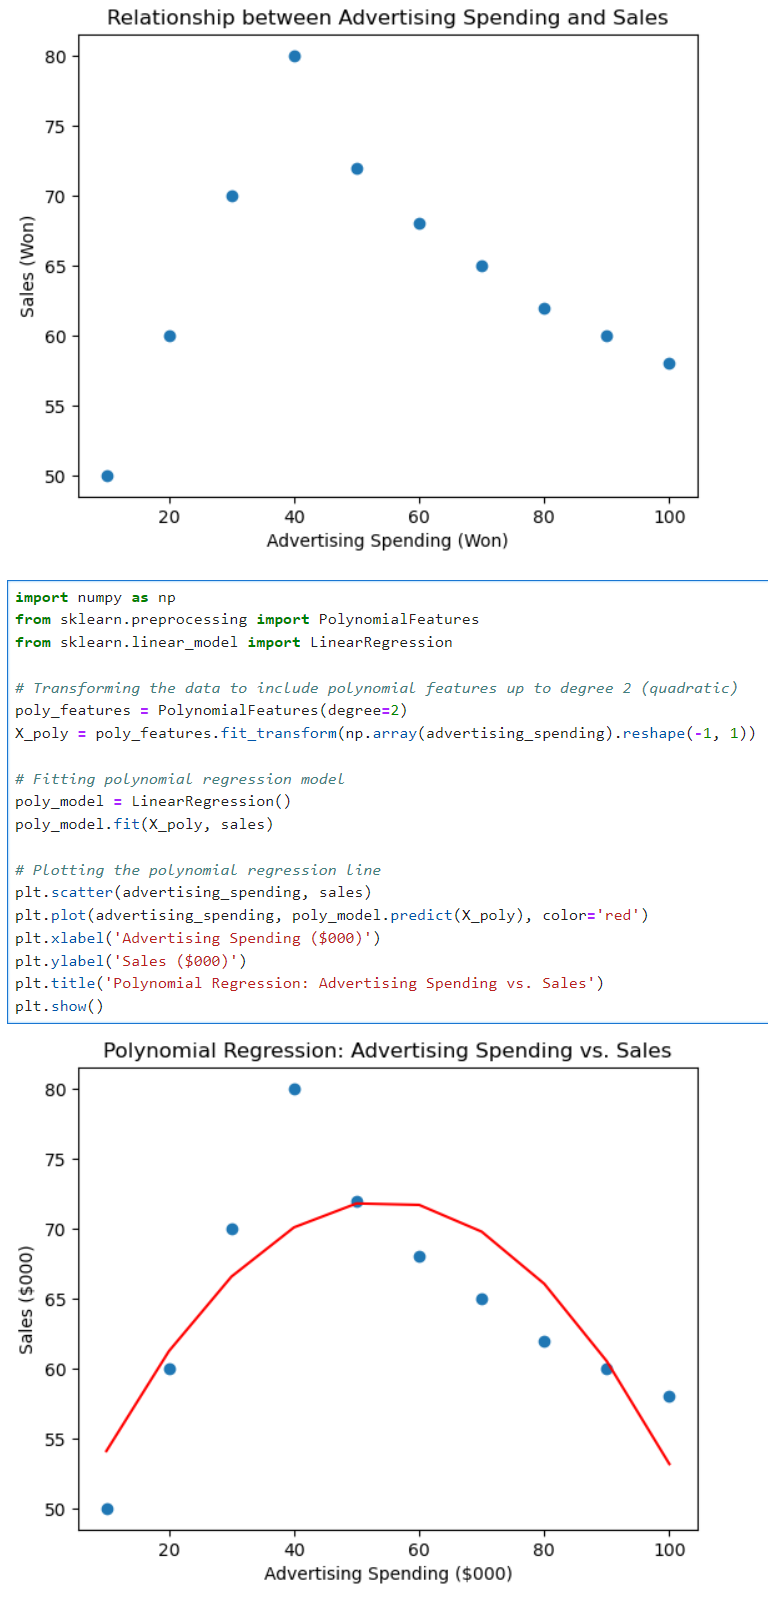 Relationship between Advertising Spending and Sales
80
75
70
65
60
55
50
Sales (Won)
20 40 60 80 100
Advertising Spending (Won)
import numpy as np
from sklearn.preprocessing import PolynomialFeatures
from sklearn.linear_model import LinearRegression
# Transforming the data to include polynomial features up to degree 2 (quadratic)
poly_features = PolynomialFeatures(degree=2)
X_poly = poly_features.fit_transform(np.array(advertising_spending).reshape(-1, 1))
# Fitting polynomial regression model
poly_model = LinearRegression()
poly_model.fit(X_poly, sales)
# Plotting the polynomial regression line
plt.scatter(advertising_spending, sales)
plt.plot(advertising_spending, poly_model.predict(X_poly), color='red')
plt.xlabel('Advertising Spending ($000)')
plt.ylabel('Sales ($000)')
plt.title('Polynomial Regression: Advertising Spending vs. Sales')
plt.show()
Polynomial Regression: Advertising Spending vs. Sales
80
75
70
65
60
55
50
Sales ($000)
20 40 60 80 100
Advertising Spending ($000)